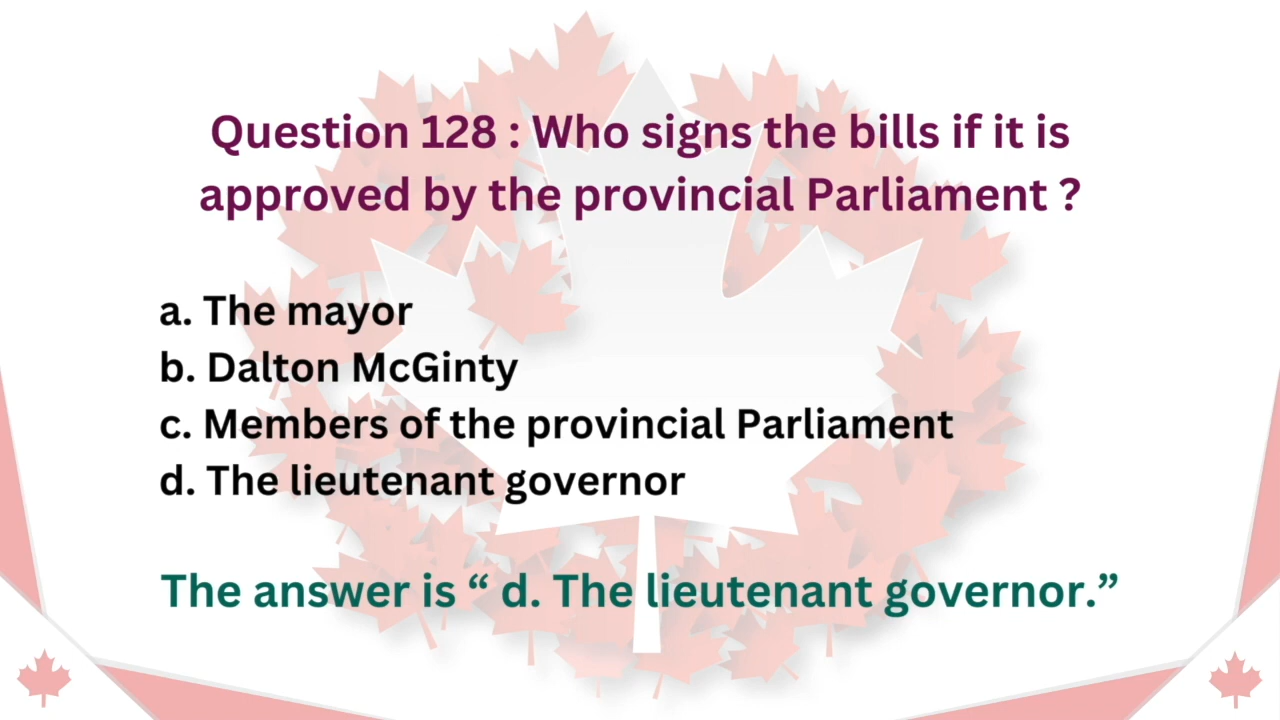 Question 128 : Who signs the bills if it is
approved by the provincial Parliament ?
a. The mayor
b. Dalton McGinty
c. Members of the provincial Parliament
d. The lieutenant governor
The answer is “ d. The lieutenant governor.”